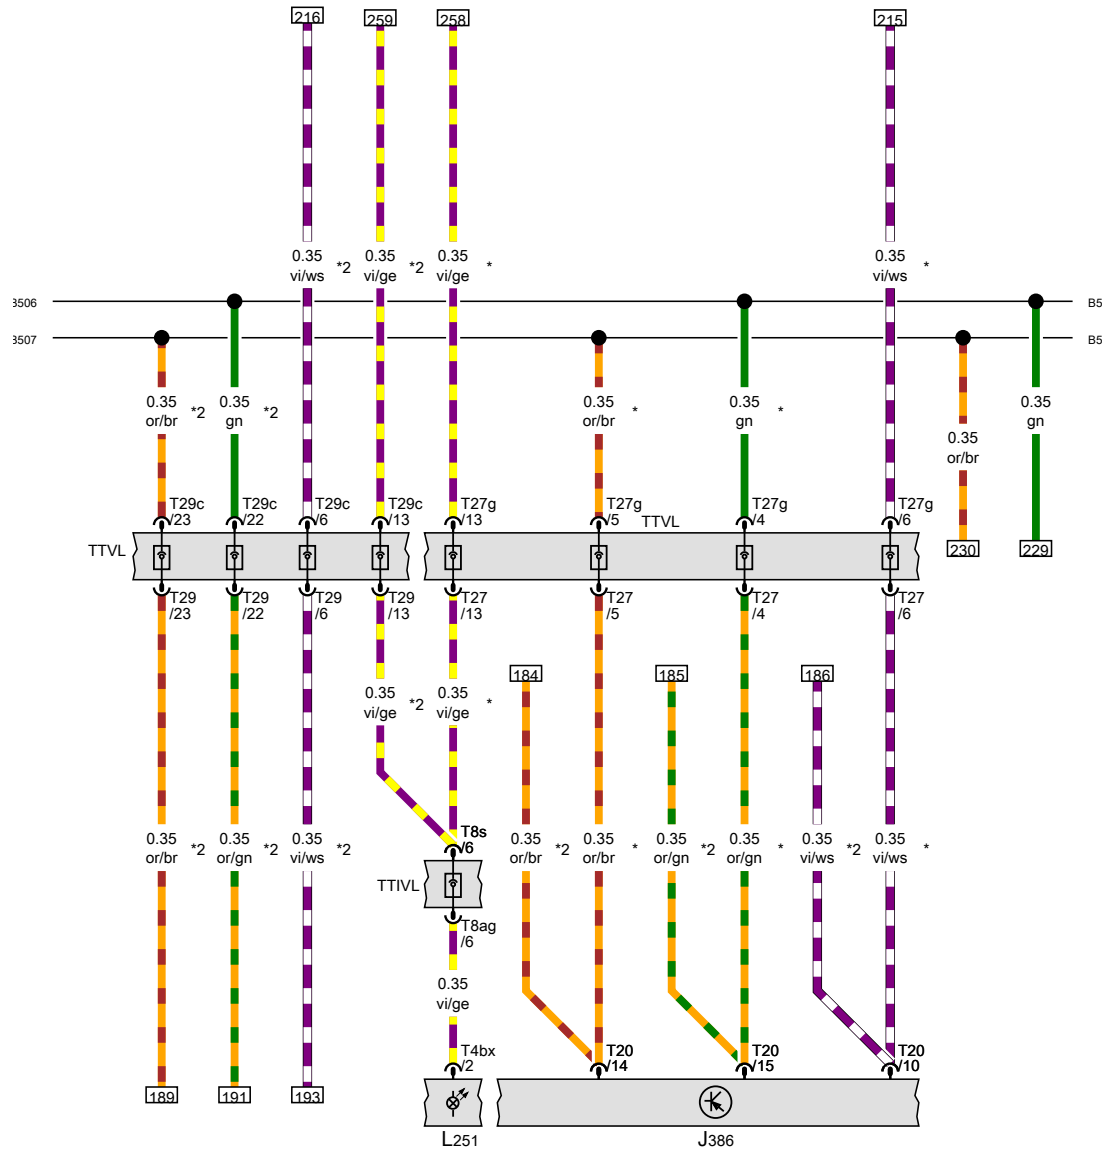 216
259
258
215
0.35
vi/ws
*2
0.35
vi/ge
*2
0.35
vi/ge
*
0.35
vi/ws
*
3506
B5
3507
B5
0.35
or/br
*2
0.35
gn
*2
0.35
or/br
*
0.35
gn
*
0.35
or/br
0.35
gn
T29c
/23
T29c
/22
T29c
/6
T29c
/13
T27g
/13
T27g
/5
TTVL
T27g
/4
T27g
/6
230
229
TTVL
T29
/23
T29
/22
T29
/6
T29
/13
T27
/13
T27
/5
T27
/4
T27
/6
184
185
186
0.35
vi/ge
*2
0.35
vi/ge
*
0.35
or/br
*2
0.35
or/gn
*2
0.35
vi/ws
*2
T8s
/6
0.35
or/br
*2
0.35
or/br
*
0.35
or/gn
*2
0.35
or/gn
*
0.35
vi/ws
*2
0.35
vi/ws
*
TTIVL
T8ag
/6
0.35
vi/ge
T4bx
/2
T20
/14
T20
/15
T20
/10
189
191
193
L251
J386